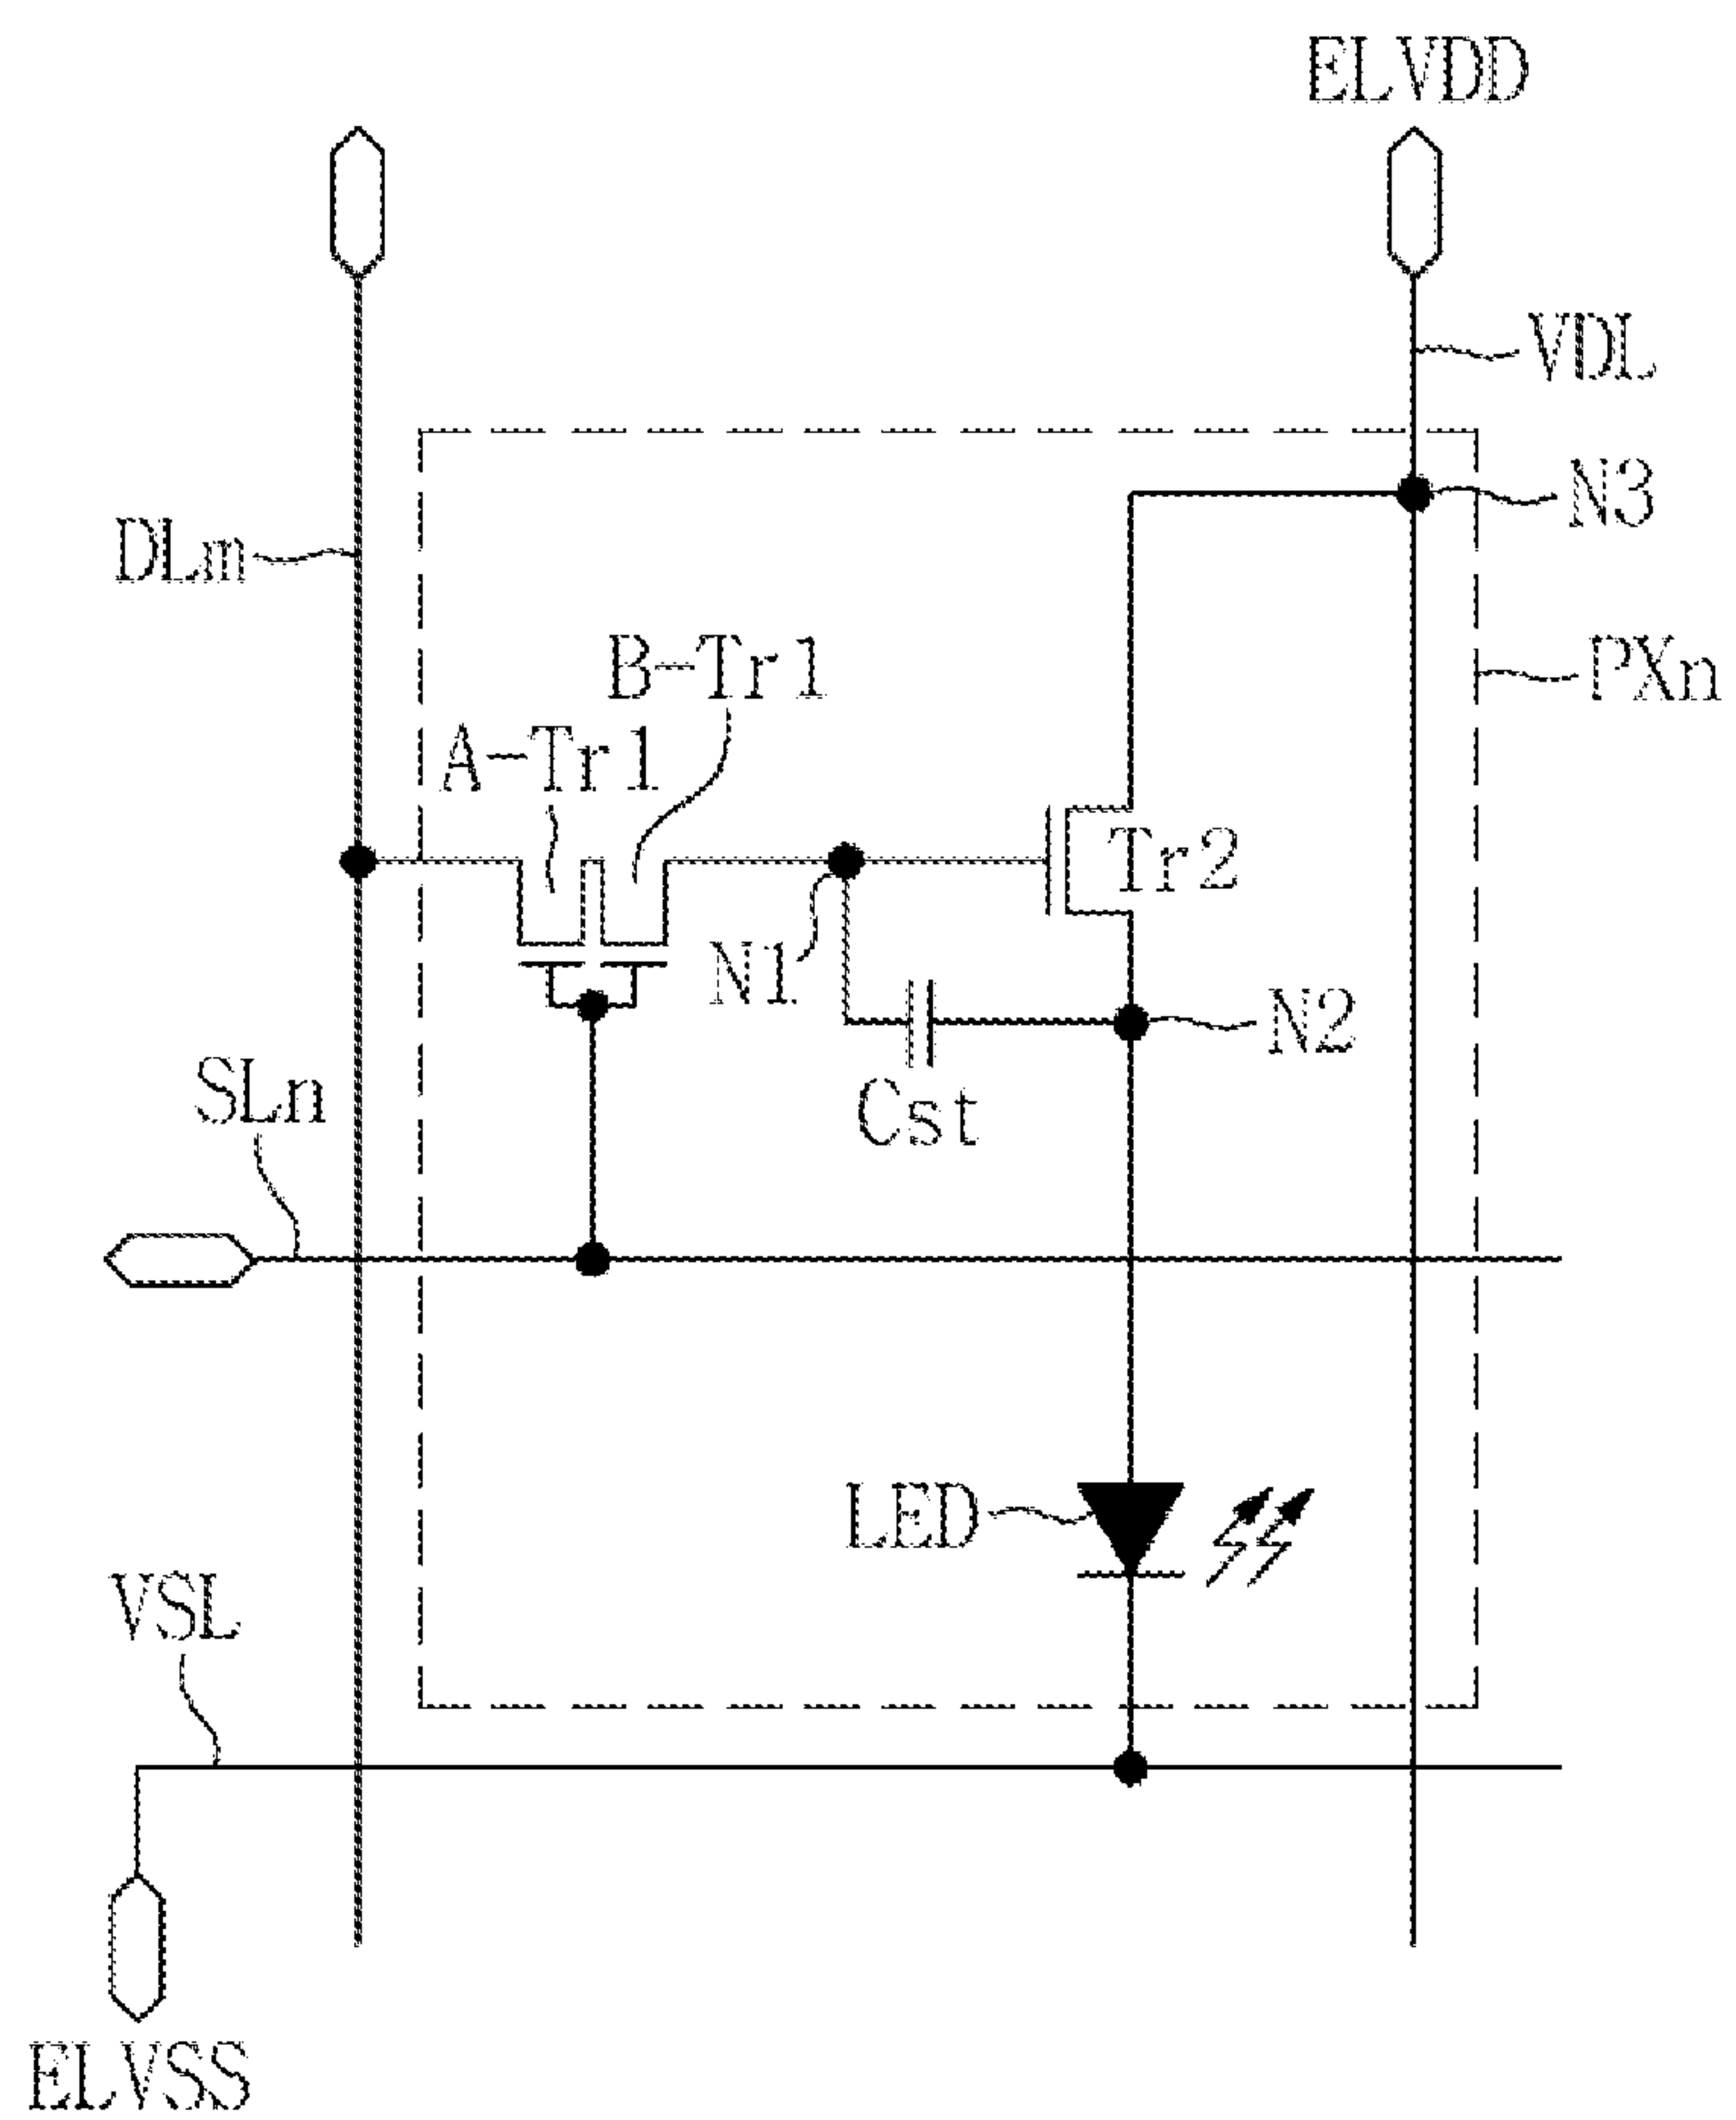 ELVDD
VDL
N3
DLm
B-Tr1
PXn
A-Tr1
Tr2
N1
N2
SLn
Cst
LED
VSL
ELVSS